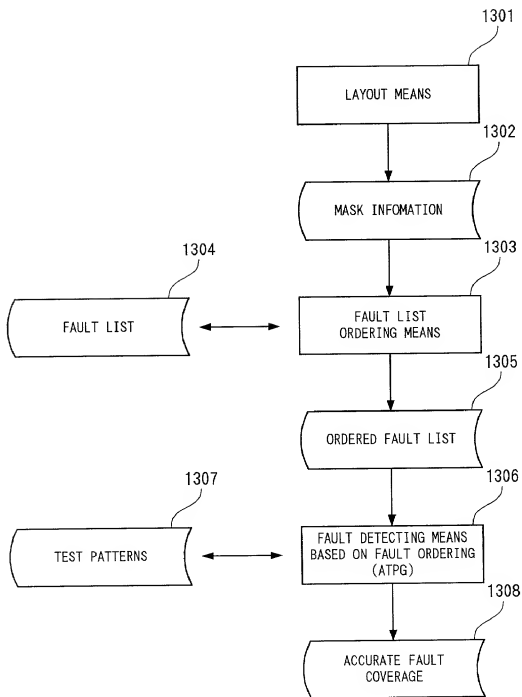 1301
LAYOUT MEANS
1302
MASK INFOMATION
1303
1304
FAULT LIST
FAULT LIST
ORDERING MEANS
1305
ORDERED FAULT LIST
1306
1307
TEST PATTERNS
FAULT DETECTING MEANS
BASED ON FAULT ORDERING
(ATPG)
1308
ACCURATE FAULT
COVERAGE